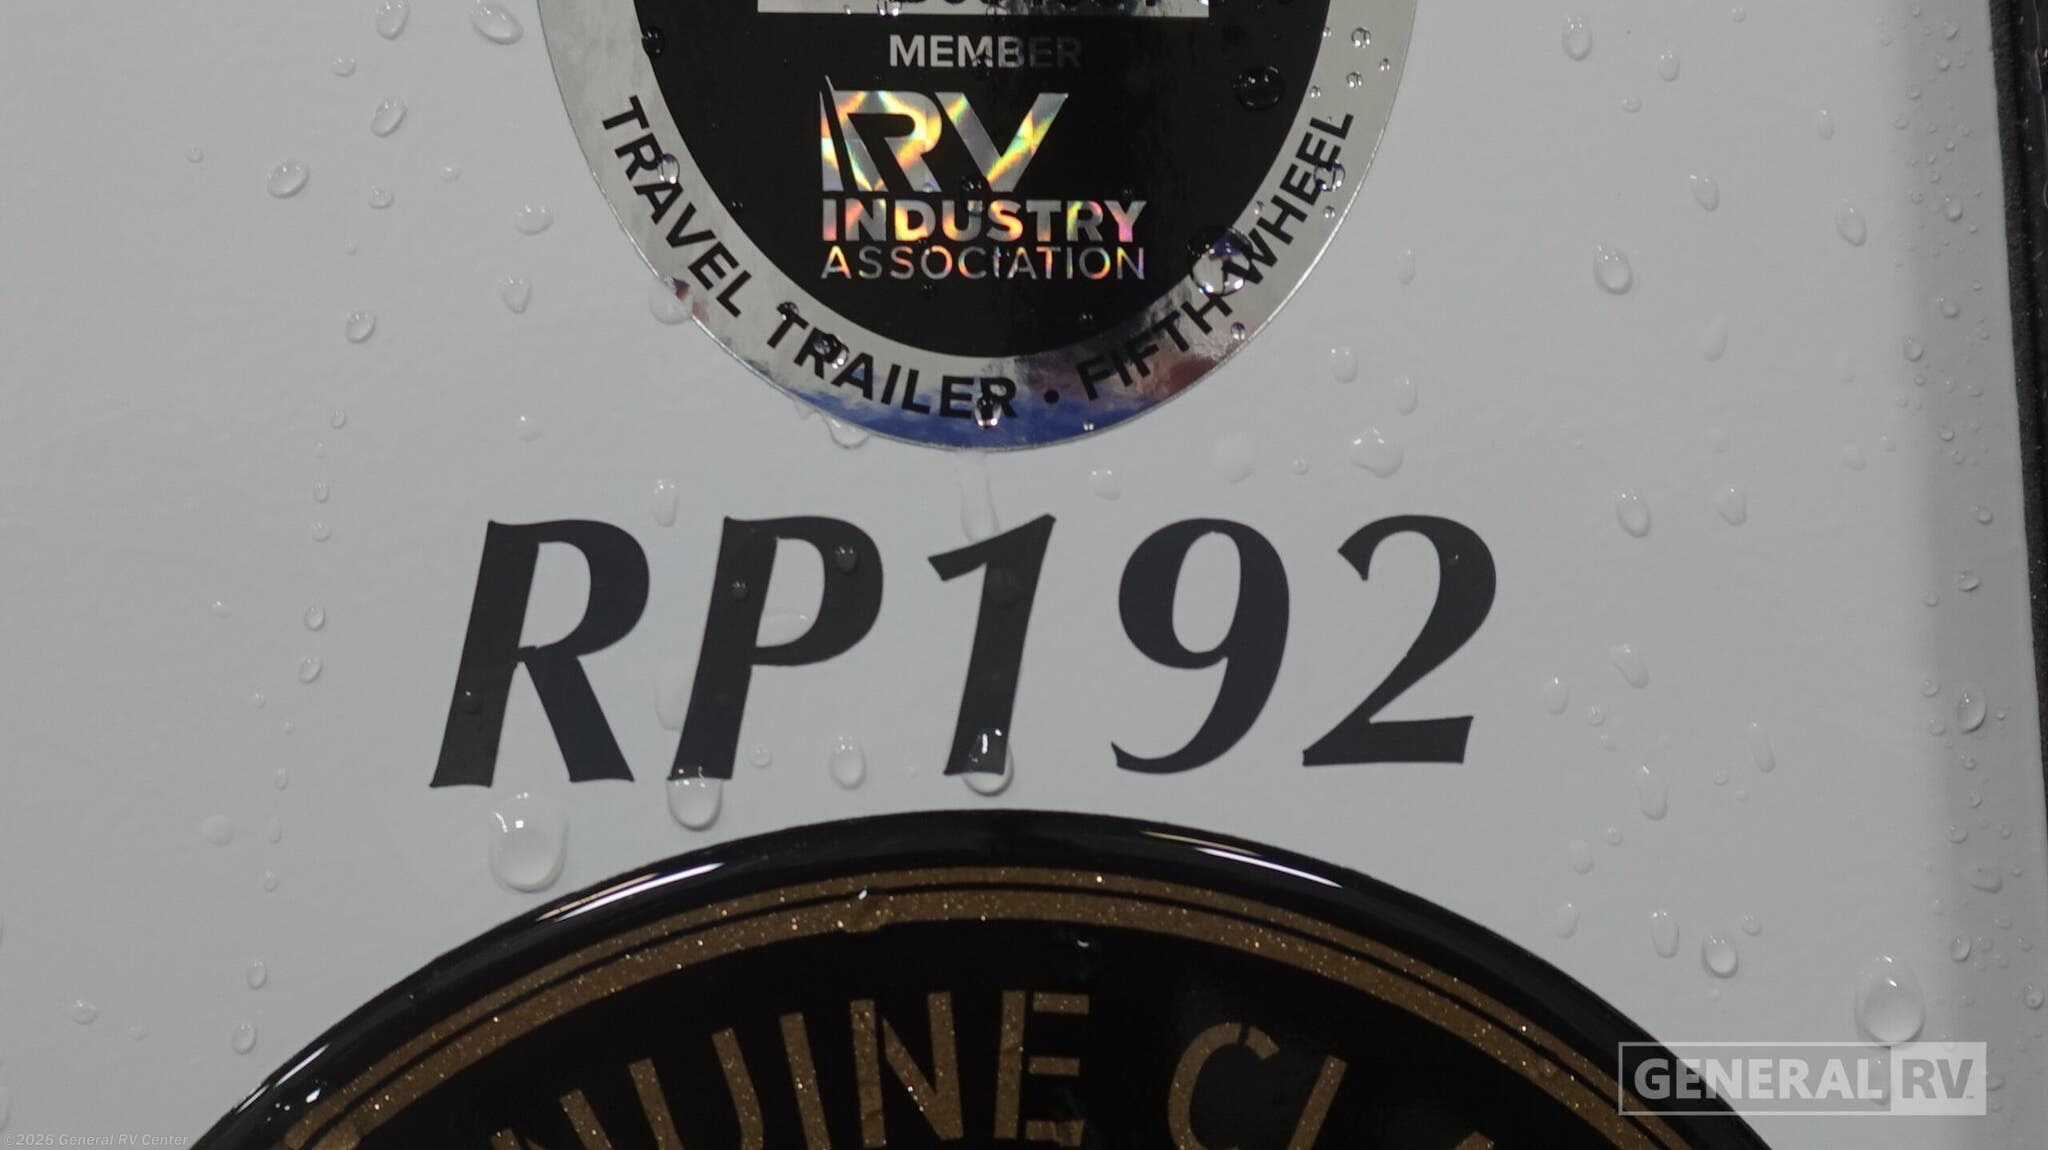 MEMBER
RV
INDUSTRY
ASSOCIATION
TRAVEL TRAILER • FIFTH WHEEL
RP192
GENERAL RV
©2026 General RV Center